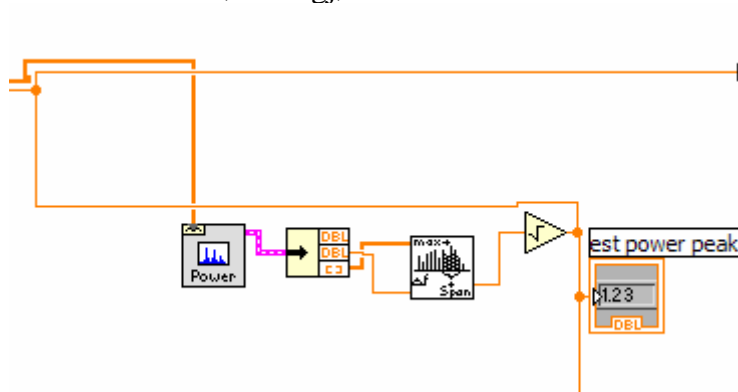 est power peak
DBL
DBL
[ ]
max+
Δf
Span
√
Power
1.23
DBL